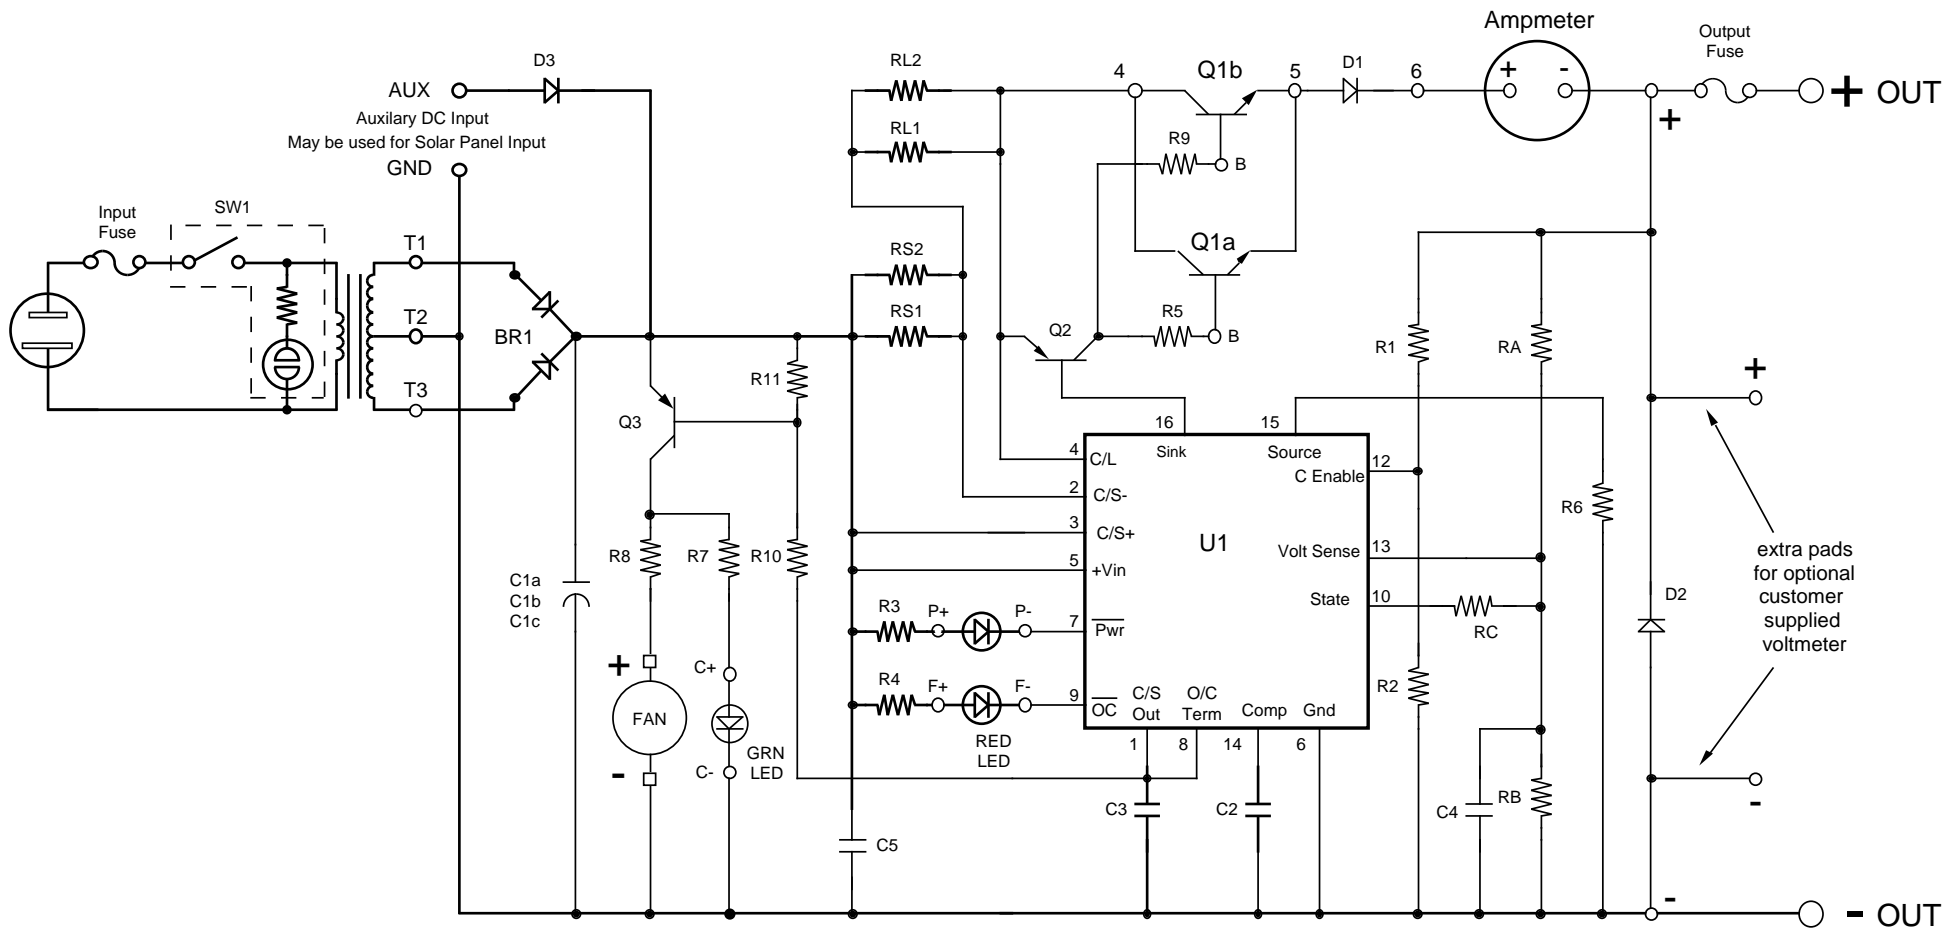 Ampmeter
Output
Fuse
D3
RL2
4
Q1b
5
D1
6
+
-
AUX
+ OUT
Auxilary DC Input
May be used for Solar Panel Input
GND
RL1
R9
B
+
Input
Fuse
SW1
T1
RS2
Q1a
T2
BR1
RS1
Q2
R5
B
R1
RA
T3
R11
+
Q3
16
15
Sink
Source
4
C/L
12
C Enable
2
C/S-
R6
3
C/S+
U1
R8
R7
R10
Volt Sense
13
extra pads
for optional
customer
supplied
voltmeter
5
+Vin
C1a
C1b
C1c
State
10
RC
D2
R3
P+
P-
7
Pwr
+
C+
R4
F+
F-
9
OC
C/S
Out
O/C
Term
Comp
Gnd
R2
FAN
RED
LED
GRN
LED
1
8
14
6
-
C-
C3
C2
C4
RB
-
C5
-
- OUT